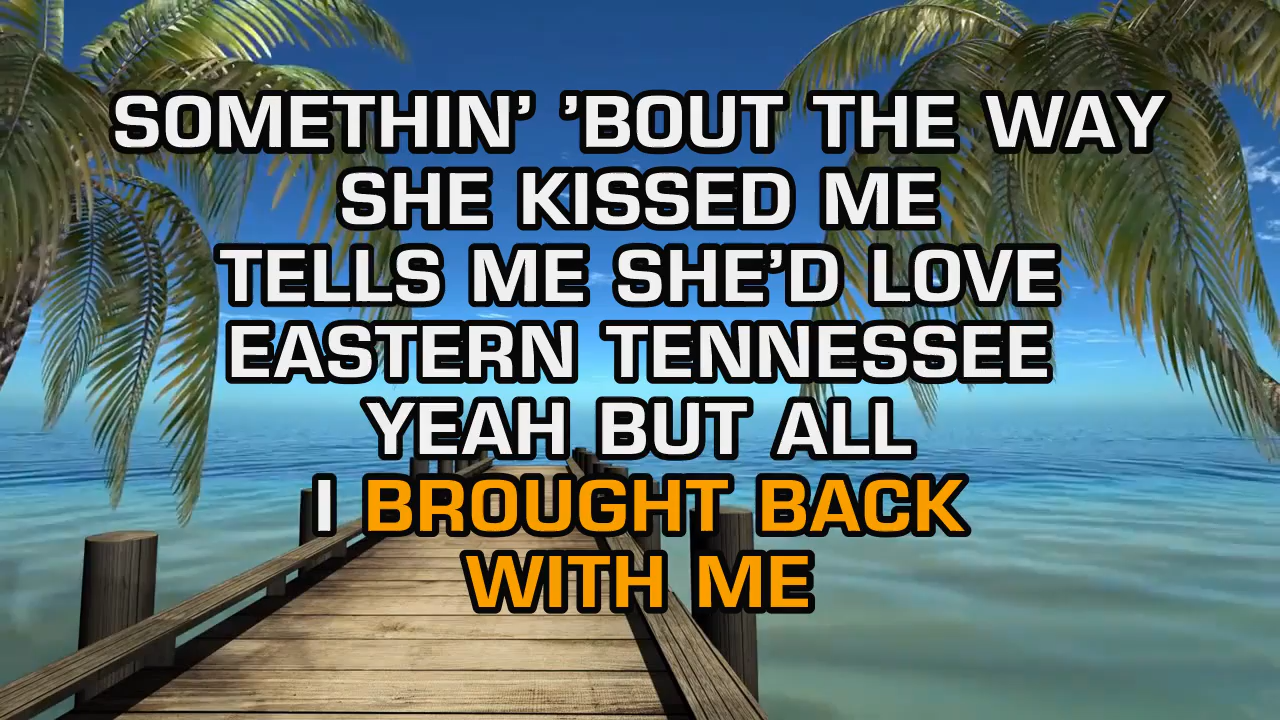 SOMETHIN’ ’BOUT THE WAY
SHE KISSED ME
TELLS ME SHE’D LOVE
EASTERN TENNESSEE
YEAH BUT ALL
I BROUGHT BACK
WITH ME